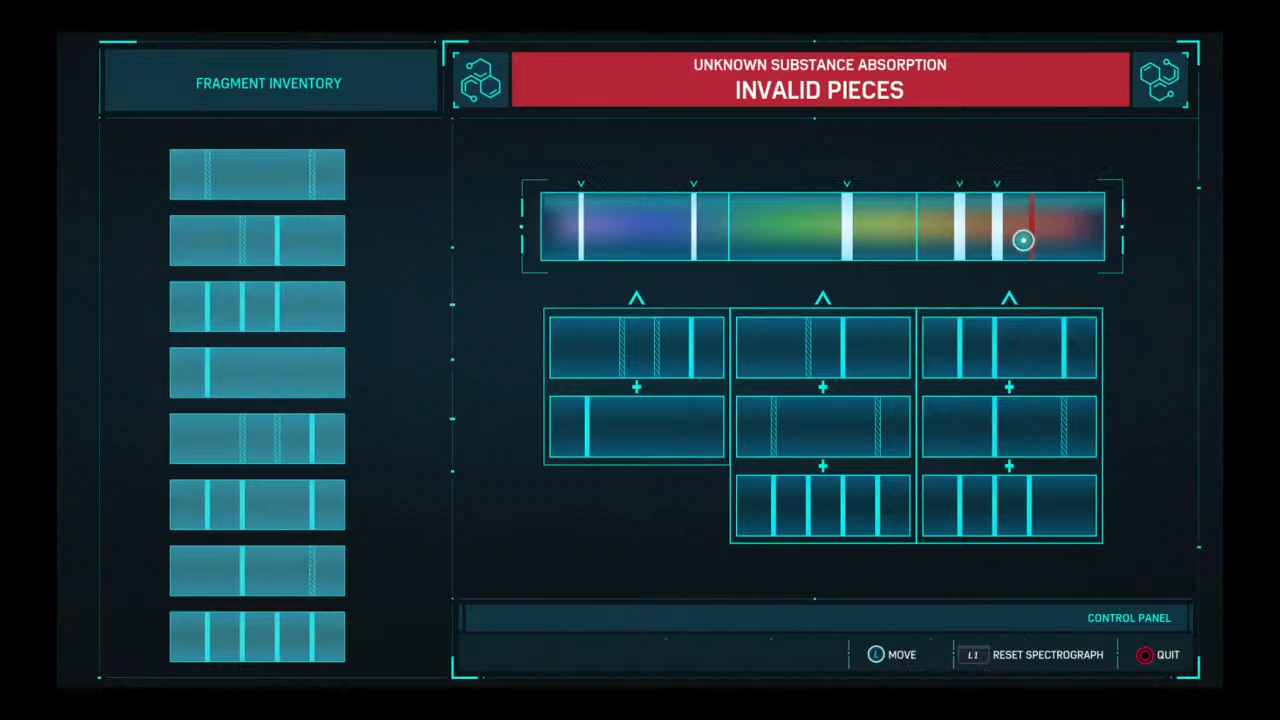 FRAGMENT INVENTORY
UNKNOWN SUBSTANCE ABSORPTION
INVALID PIECES
CONTROL PANEL
L MOVE
L1 RESET SPECTROGRAPH
QUIT